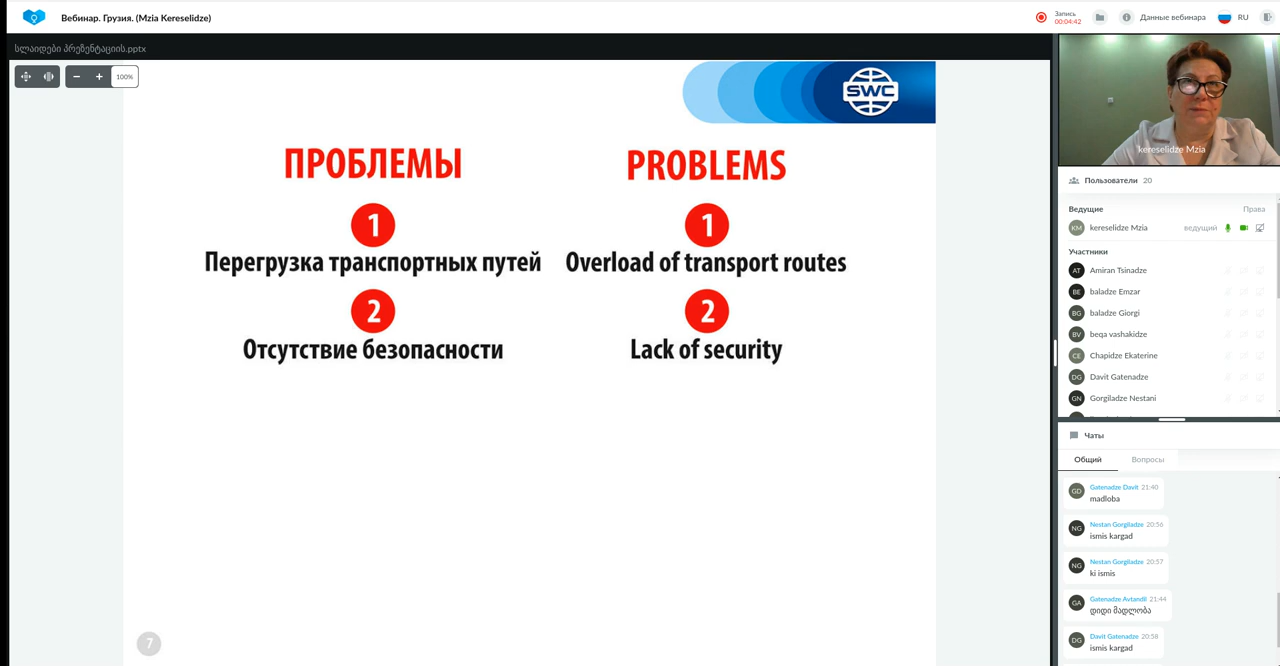 Вебинар. Грузия. (Mzia Kereselidze)
Запись
00:04:42
Данные вебинара
RU
სლაიდები პრეზენტაციის.pptx
100%
SWC
ПРОБЛЕМЫ
1
Перегрузка транспортных путей
2
Отсутствие безопасности
PROBLEMS
1
Overload of transport routes
2
Lack of security
7
kereselidze Mzia
Пользователи 20
Ведущие Права
KM kereselidze Mzia ведущий
Участники
AT Amiran Tsinadze
BE baladze Emzar
BG baladze Giorgi
BV beqa vashakidze
CE Chapidze Ekaterine
DG Davit Gatenadze
GN Gorgiladze Nestani
Чаты
Общий Вопросы
GD Gatenadze Davit 21:40
madloba
NG Nestan Gorgiladze 20:56
ismis kargad
NG Nestan Gorgiladze 20:57
ki ismis
GA Gatenadze Avtandil 21:44
დიდი მადლობა
DG Davit Gatenadze 20:58
ismis kargad